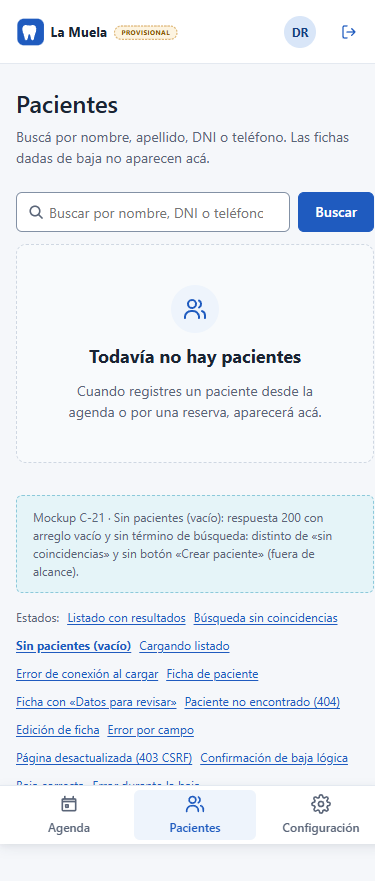 La Muela PROVISIONAL DR
Pacientes
Buscá por nombre, apellido, DNI o teléfono. Las fichas
dadas de baja no aparecen acá.
Buscar por nombre, DNI o teléfonc Buscar
Todavía no hay pacientes
Cuando registres un paciente desde la
agenda o por una reserva, aparecerá acá.
Mockup C-21 · Sin pacientes (vacío): respuesta 200 con
arreglo vacío y sin término de búsqueda: distinto de «sin
coincidencias» y sin botón «Crear paciente» (fuera de
alcance).
Estados: Listado con resultados Búsqueda sin coincidencias
Sin pacientes (vacío) Cargando listado
Error de conexión al cargar Ficha de paciente
Ficha con «Datos para revisar» Paciente no encontrado (404)
Edición de ficha Error por campo
Página desactualizada (403 CSRF) Confirmación de baja lógica
Agenda Pacientes Configuración